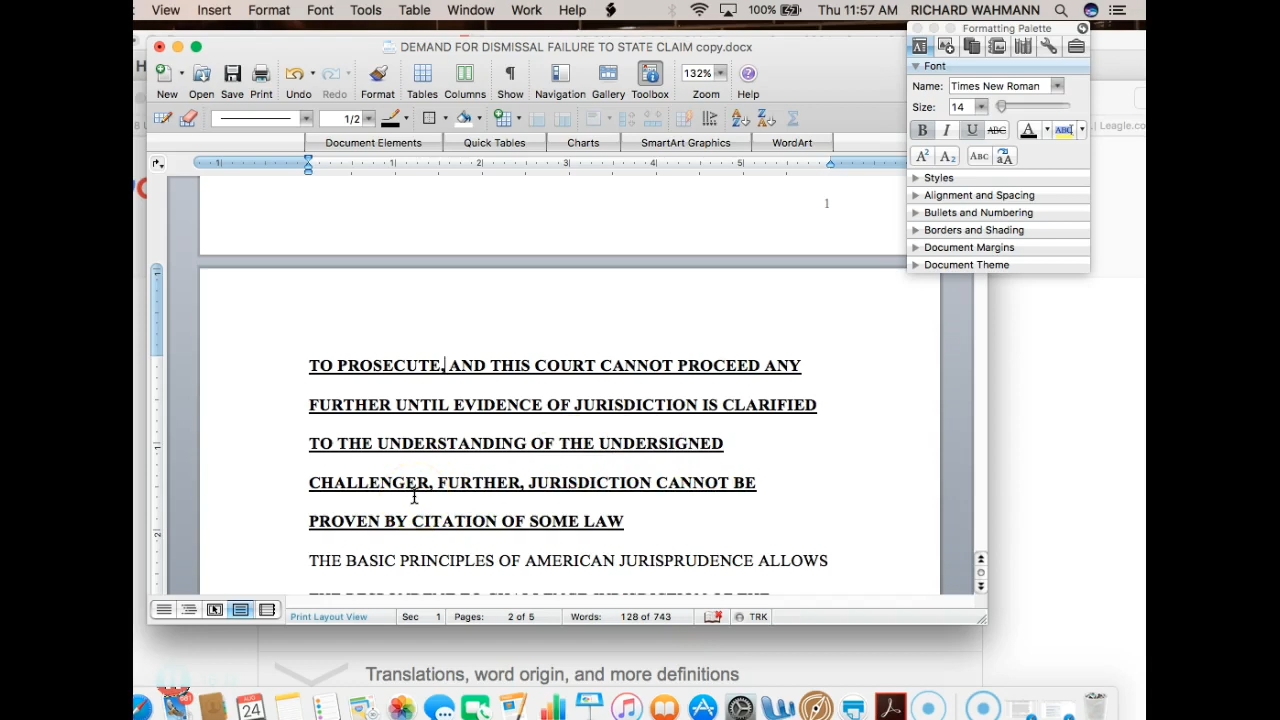 View Insert Format Font Tools Table Window Work Help 100% Thu 11:57 AM RICHARD WAHMANN
Formatting Palette
DEMAND FOR DISMISSAL FAILURE TO STATE CLAIM copy.docx
Font
Name: Times New Roman
Size: 14
132%
New Open Save Print Undo Redo Format Tables Columns Show Navigation Gallery Toolbox Zoom Help
1/2
B I U ABC A ABC
Document Elements Quick Tables Charts SmartArt Graphics WordArt
A² A₂ ABC aA
Leagle.co
Styles
Alignment and Spacing
Bullets and Numbering
Borders and Shading
Document Margins
Document Theme
1
TO PROSECUTE, AND THIS COURT CANNOT PROCEED ANY
FURTHER UNTIL EVIDENCE OF JURISDICTION IS CLARIFIED
TO THE UNDERSTANDING OF THE UNDERSIGNED
CHALLENGER, FURTHER, JURISDICTION CANNOT BE
PROVEN BY CITATION OF SOME LAW
THE BASIC PRINCIPLES OF AMERICAN JURISPRUDENCE ALLOWS
Print Layout View Sec 1 Pages: 2 of 5 Words: 128 of 743 TRK
Translations, word origin, and more definitions
24